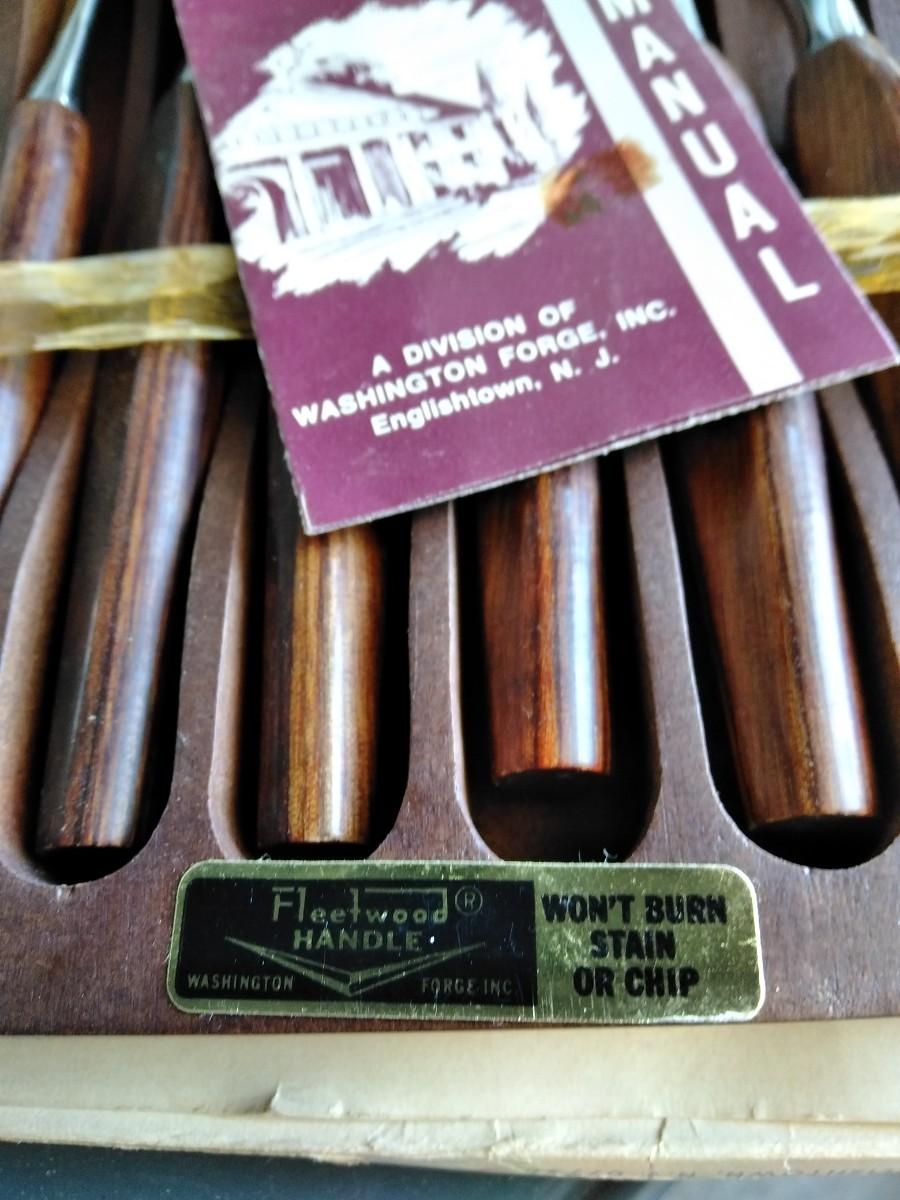 MANUAL
A DIVISION OF
WASHINGTON FORGE, INC.
Englishtown, N. J.
Fleetwood®
HANDLE
WASHINGTON FORGE INC.
WON'T BURN
STAIN
OR CHIP